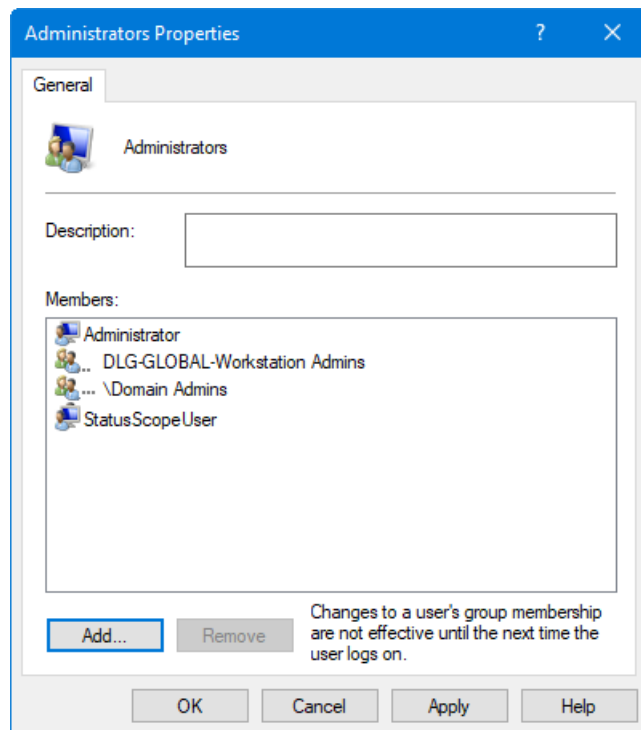 Administrators Properties ?
General
Administrators
Description:
Members:
Administrator
.. DLG-GLOBAL-Workstation Admins
... \Domain Admins
StatusScopeUser
Add...
Remove
Changes to a user's group membership
are not effective until the next time the
user logs on.
OK Cancel Apply Help